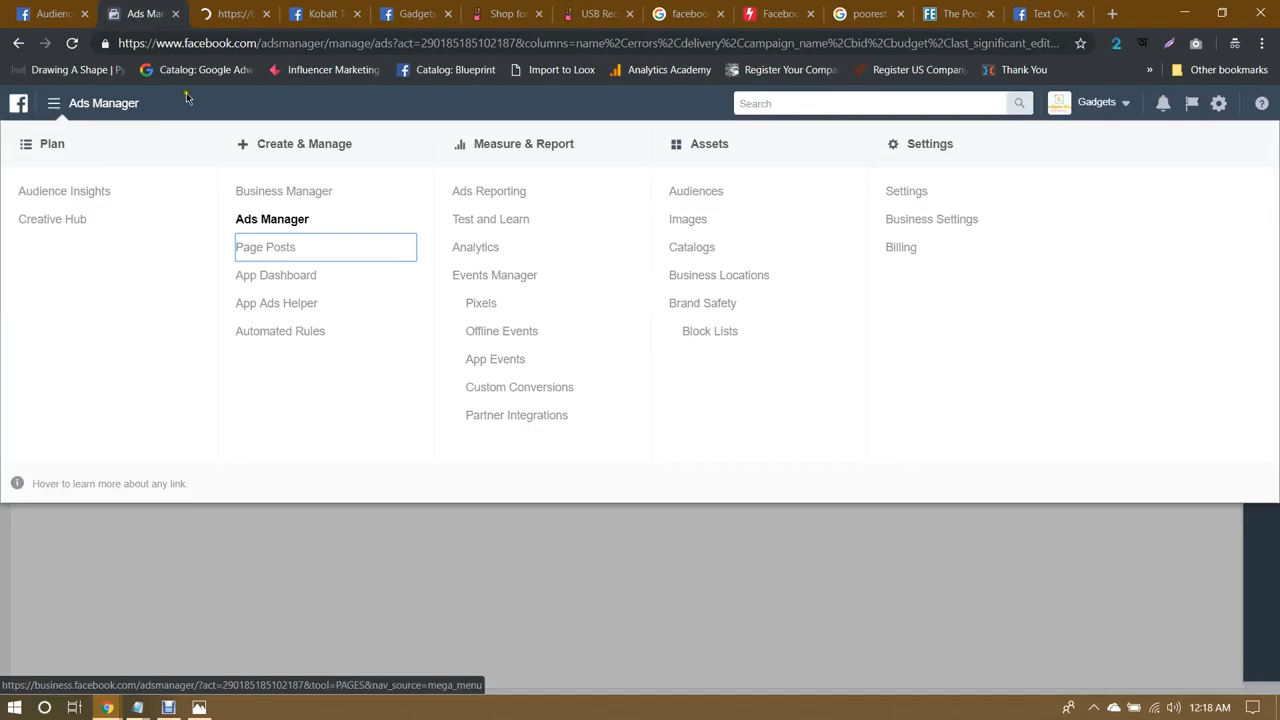 Audienc
Ads Mar
https://b
Kobalt T
Gadgets
Shop for
USB Rec
facebook
Facebook
poorest
FE The Poo
Text Ove
https://www.facebook.com/adsmanager/manage/ads?act=290185185102187&columns=name%2Cerrors%2Cdelivery%2Ccampaign_name%2Cbid%2Cbudget%2Clast_significant_edit...
Drawing A Shape | Py
Catalog: Google Adw
Influencer Marketing
Catalog: Blueprint
Import to Loox
Analytics Academy
Register Your Compa
Register US Company
Thank You
» Other bookmarks
Ads Manager
Search
Gadgets
Plan
Create & Manage
Measure & Report
Assets
Settings
Audience Insights
Creative Hub
Business Manager
Ads Manager
Page Posts
App Dashboard
App Ads Helper
Automated Rules
Ads Reporting
Test and Learn
Analytics
Events Manager
Pixels
Offline Events
App Events
Custom Conversions
Partner Integrations
Audiences
Images
Catalogs
Business Locations
Brand Safety
Block Lists
Settings
Business Settings
Billing
Hover to learn more about any link.
https://business.facebook.com/adsmanager/?act=290185185102187&tool=PAGES&nav_source=mega_menu
12:18 AM